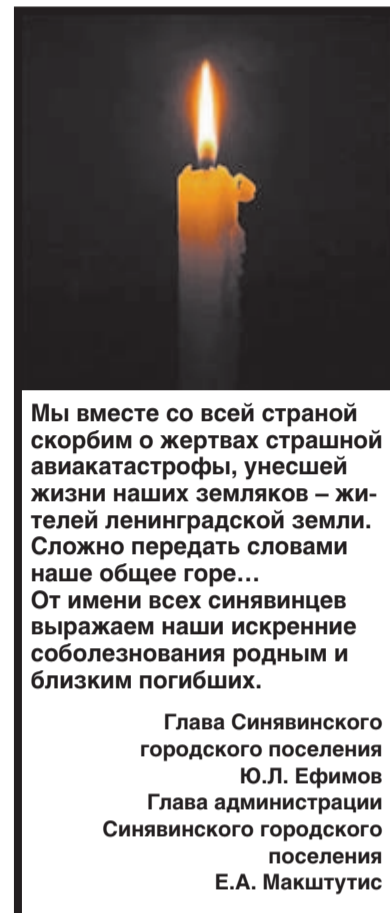 Мы вместе со всей страной
скорбим о жертвах страшной
авиакатастрофы, унесшей
жизни наших земляков – жи-
телей ленинградской земли.
Сложно передать словами
наше общее горе...
От имени всех синявинцев
выражаем наши искренние
соболезнования родным и
близким погибших.
Глава Синявинского
городского поселения
Ю.Л. Ефимов
Глава администрации
Синявинского городского
поселения
Е.А. Макштутис